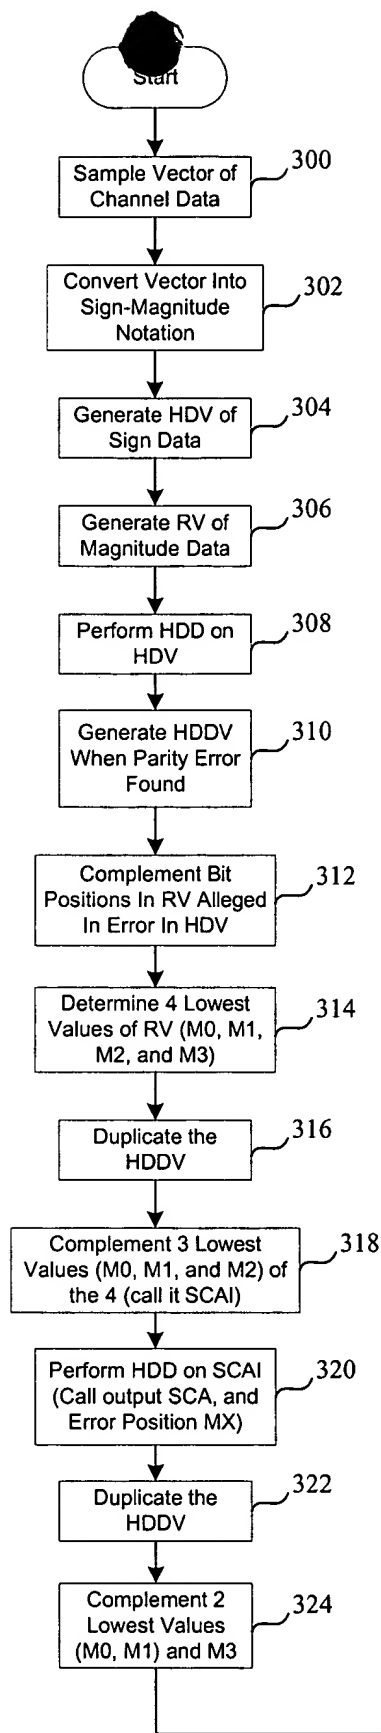 Start
Sample Vector of
Channel Data
300
Convert Vector Into
Sign-Magnitude
Notation
302
Generate HDV of
Sign Data
304
Generate RV of
Magnitude Data
306
Perform HDD on
HDV
308
Generate HDDV
When Parity Error
Found
310
Complement Bit
Positions In RV Alleged
In Error In HDV
312
Determine 4 Lowest
Values of RV (M0, M1,
M2, and M3)
314
Duplicate the
HDDV
316
Complement 3 Lowest
Values (M0, M1, and M2) of
the 4 (call it SCAI)
318
Perform HDD on SCAI
(Call output SCA, and
Error Position MX)
320
Duplicate the
HDDV
322
Complement 2
Lowest Values
(M0, M1) and M3
324